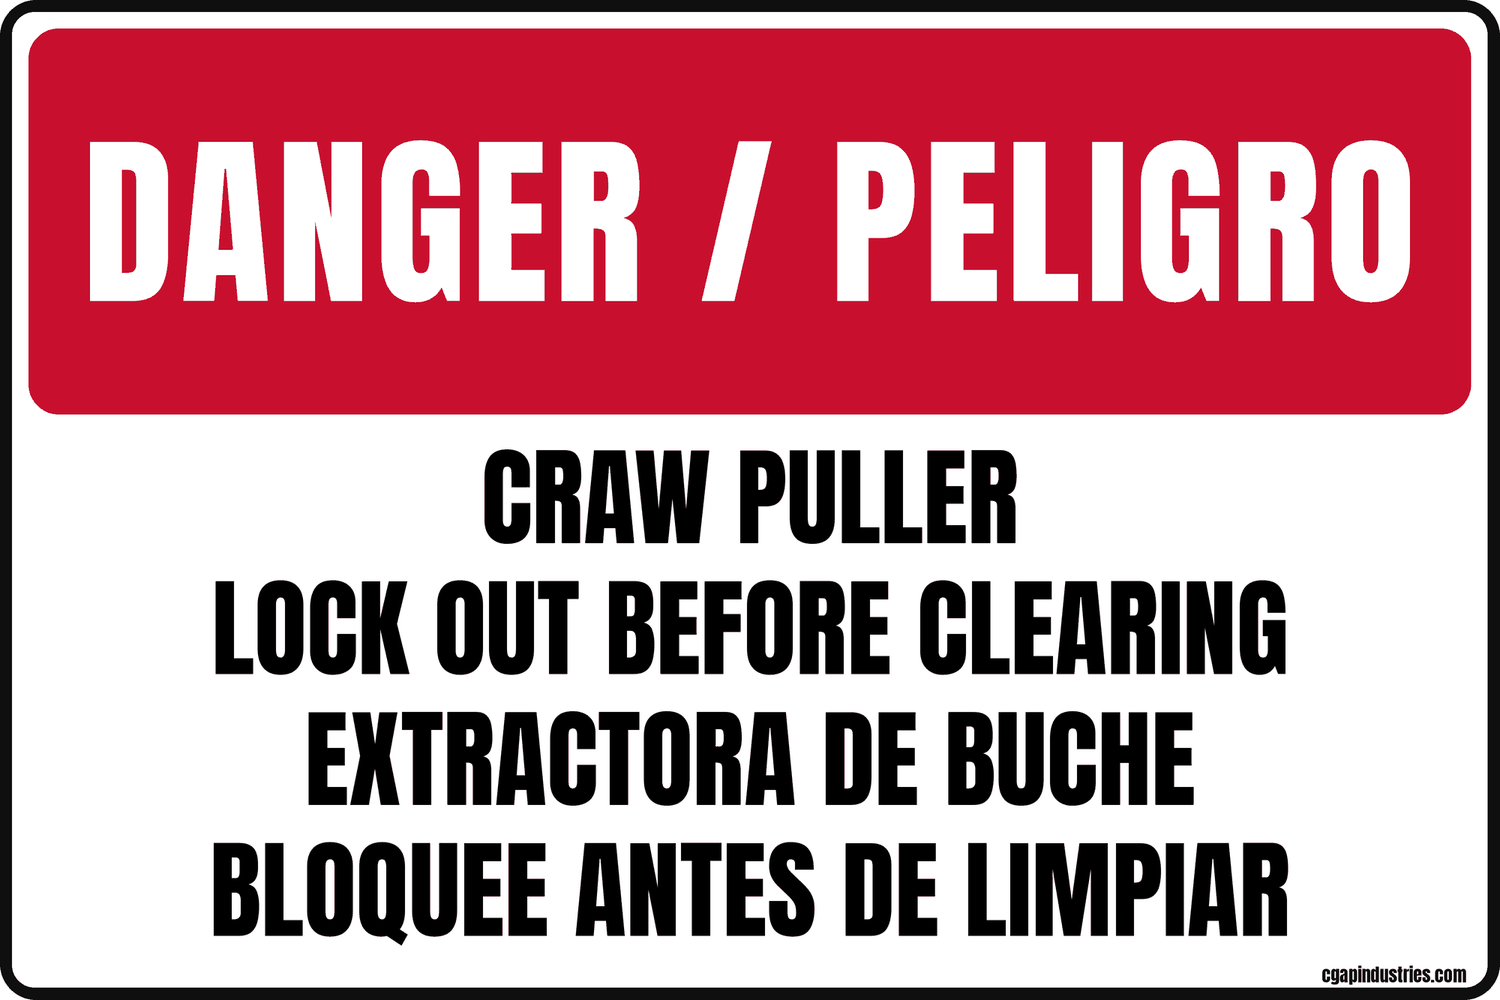 DANGER / PELIGRO
CRAW PULLER
LOCK OUT BEFORE CLEARING
EXTRACTORA DE BUCHE
BLOQUEE ANTES DE LIMPIAR
cgapindustries.com